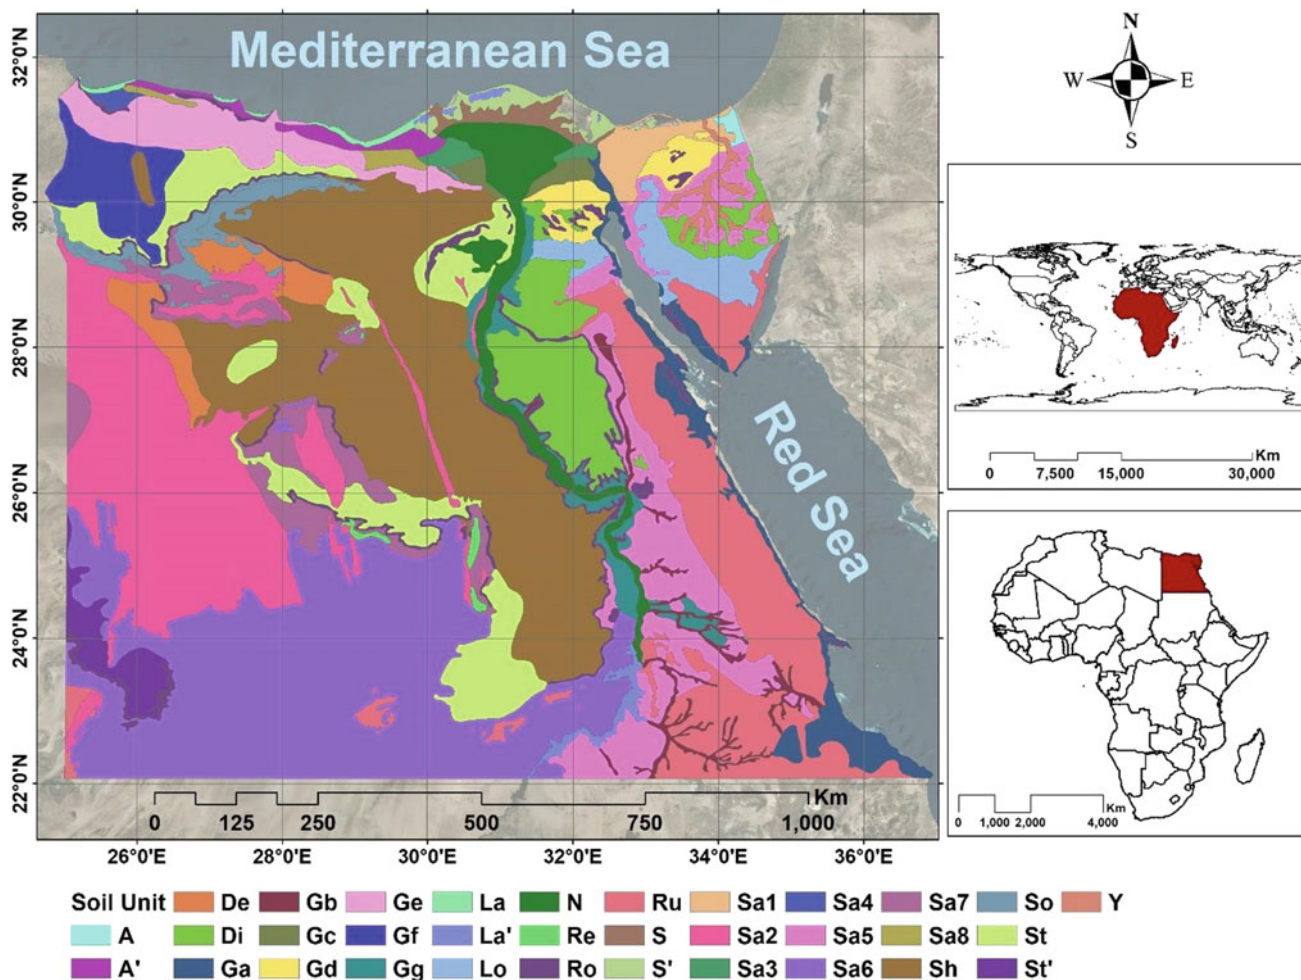 Mediterranean Sea
Red Sea
32°0'N
30°0'N
28°0'N
26°0'N
24°0'N
22°0'N
Km
0 125 250 500 750 1,000
26°0'E 28°0'E 30°0'E 32°0'E 34°0'E 36°0'E
N
W E
S
Km
0 7,500 15,000 30,000
Km
0 1,000 2,000 4,000
Soil Unit De Gb Ge La N Ru Sa1 Sa4 Sa7 So Y
A Di Gc Gf La' Re S Sa2 Sa5 Sa8 St
A' Ga Gd Gg Lo Ro S' Sa3 Sa6 Sh St'